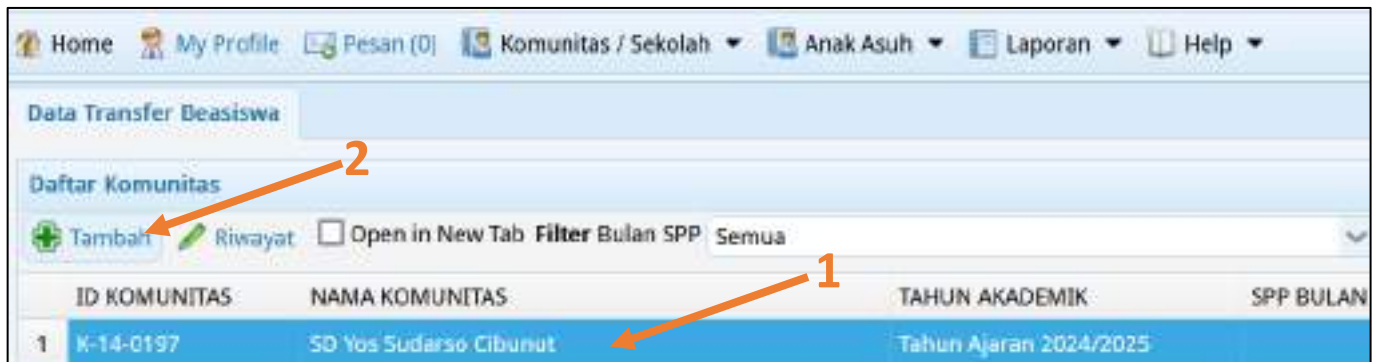 Home My Profile Pesan (0) Komunitas / Sekolah Anak Asuh Laporan Help
Data Transfer Beasiswa
2
Daftar Komunitas
Tambah Riwayat Open in New Tab Filter Bulan SPP Semua
1
ID KOMUNITAS NAMA KOMUNITAS TAHUN AKADEMIK SPP BULAN
1 K-14-0197 SD Yos Sudarso Cibunut Tahun Ajaran 2024/2025